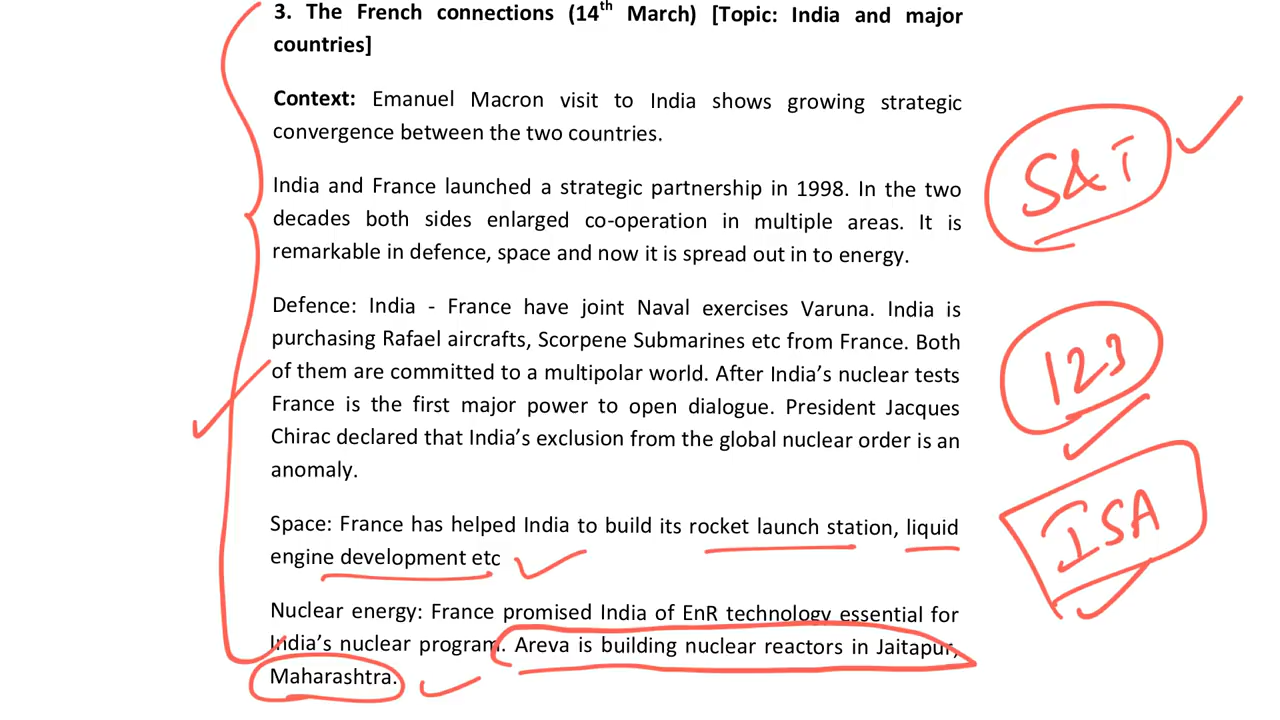 3. The French connections (14th March) [Topic: India and major
countries]
Context: Emanuel Macron visit to India shows growing strategic
convergence between the two countries.
India and France launched a strategic partnership in 1998. In the two
decades both sides enlarged co-operation in multiple areas. It is
remarkable in defence, space and now it is spread out in to energy.
Defence: India - France have joint Naval exercises Varuna. India is
purchasing Rafael aircrafts, Scorpene Submarines etc from France. Both
of them are committed to a multipolar world. After India's nuclear tests
France is the first major power to open dialogue. President Jacques
Chirac declared that India's exclusion from the global nuclear order is an
anomaly.
Space: France has helped India to build its rocket launch station, liquid
engine development etc
Nuclear energy: France promised India of EnR technology essential for
India's nuclear program. Areva is building nuclear reactors in Jaitapur,
Maharashtra.
S&T
123
ISA